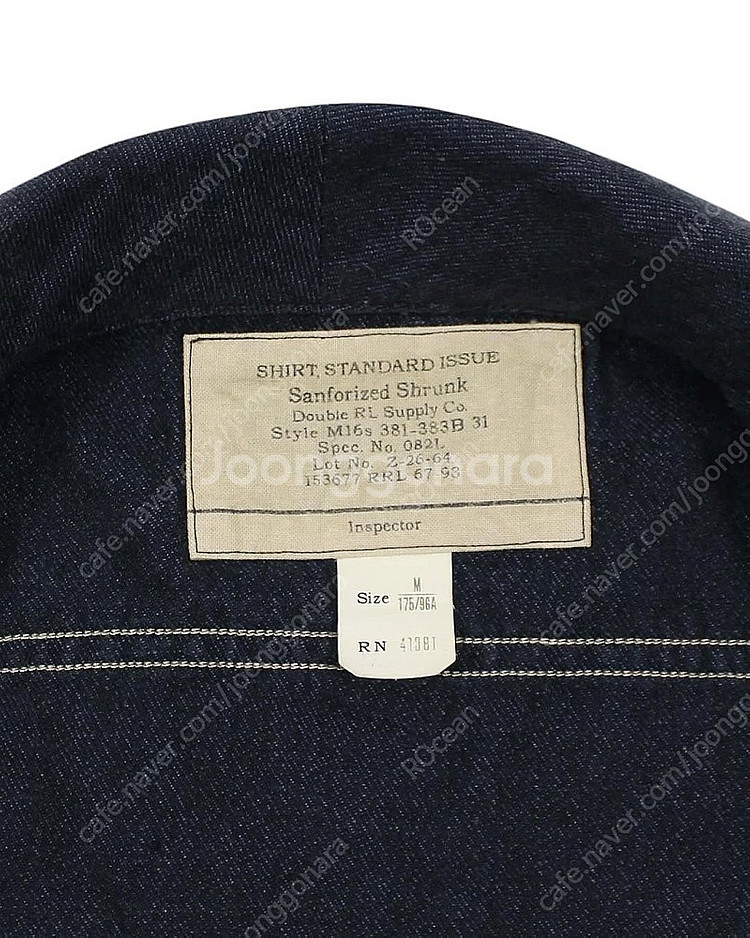 SHIRT, STANDARD ISSUE
Sanforized Shrunk
Double RL Supply Co.
Style M16s 381-383B 31
Spec. No. 082L
Lot No. Z-26-64
153677 RRL 67-93
Inspector
Size M
175/96A
RN 41381
Joonggonara
ROcean
cafe.naver.com/joonggonara